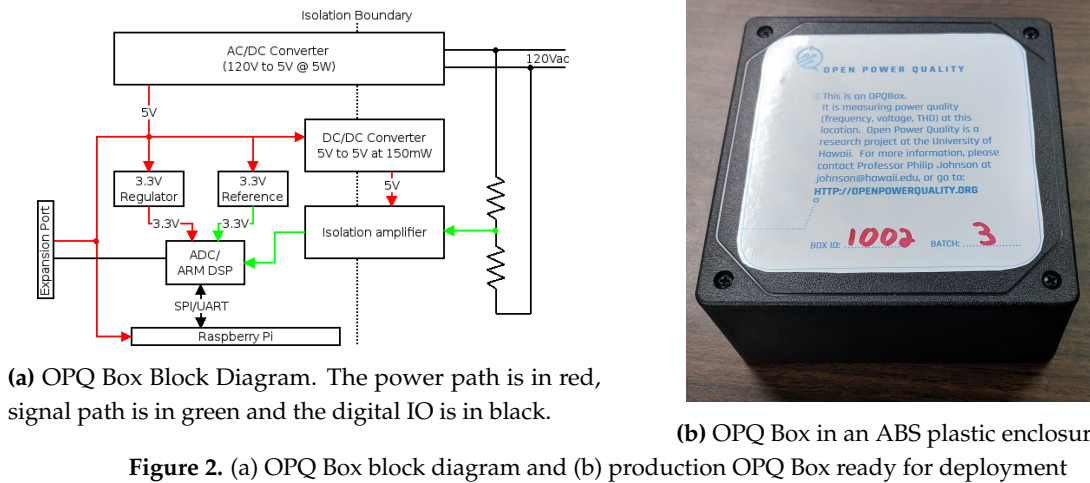 Isolation Boundary
AC/DC Converter
(120V to 5V @ 5W)
120Vac
5V
DC/DC Converter
5V to 5V at 150mW
3.3V
Regulator
3.3V
Reference
5V
3.3V
3.3V
Isolation amplifier
Expansion Port
ADC/
ARM DSP
SPI/UART
Raspberry Pi
(a) OPQ Box Block Diagram. The power path is in red,
signal path is in green and the digital IO is in black.
OPEN POWER QUALITY
This is an OPQBox.
It is measuring power quality
(frequency, voltage, THD) at this
location. Open Power Quality is a
research project at the University of
Hawaii. For more information, please
contact Professor Philip Johnson at
johnson@hawaii.edu, or go to:
HTTP://OPENPOWERQUALITY.ORG
BOX ID: 1002 BATCH: 3
(b) OPQ Box in an ABS plastic enclosur
Figure 2. (a) OPQ Box block diagram and (b) production OPQ Box ready for deployment